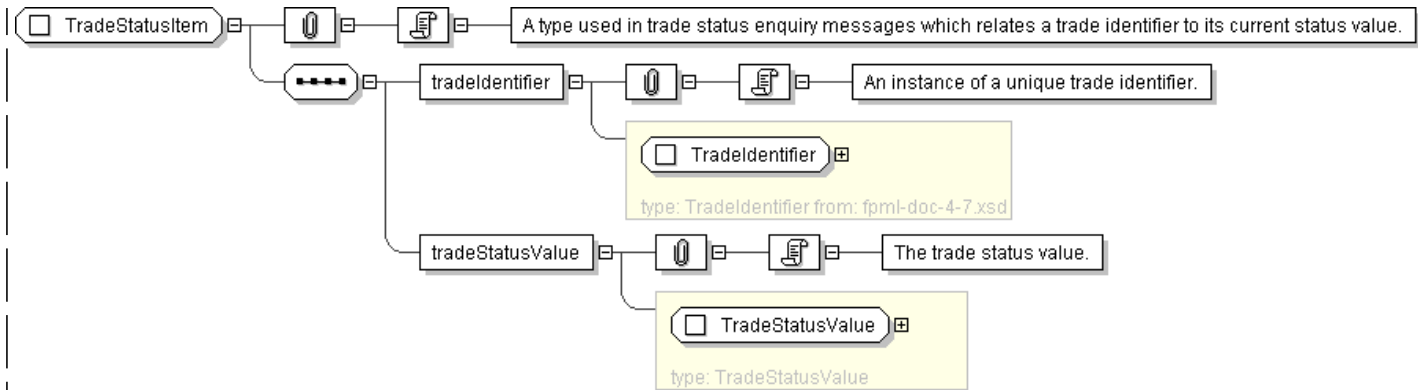 TradeStatusItem
A type used in trade status enquiry messages which relates a trade identifier to its current status value.
tradeIdentifier
An instance of a unique trade identifier.
TradeIdentifier
type: TradeIdentifier from: fpml-doc-4-7.xsd
tradeStatusValue
The trade status value.
TradeStatusValue
type: TradeStatusValue